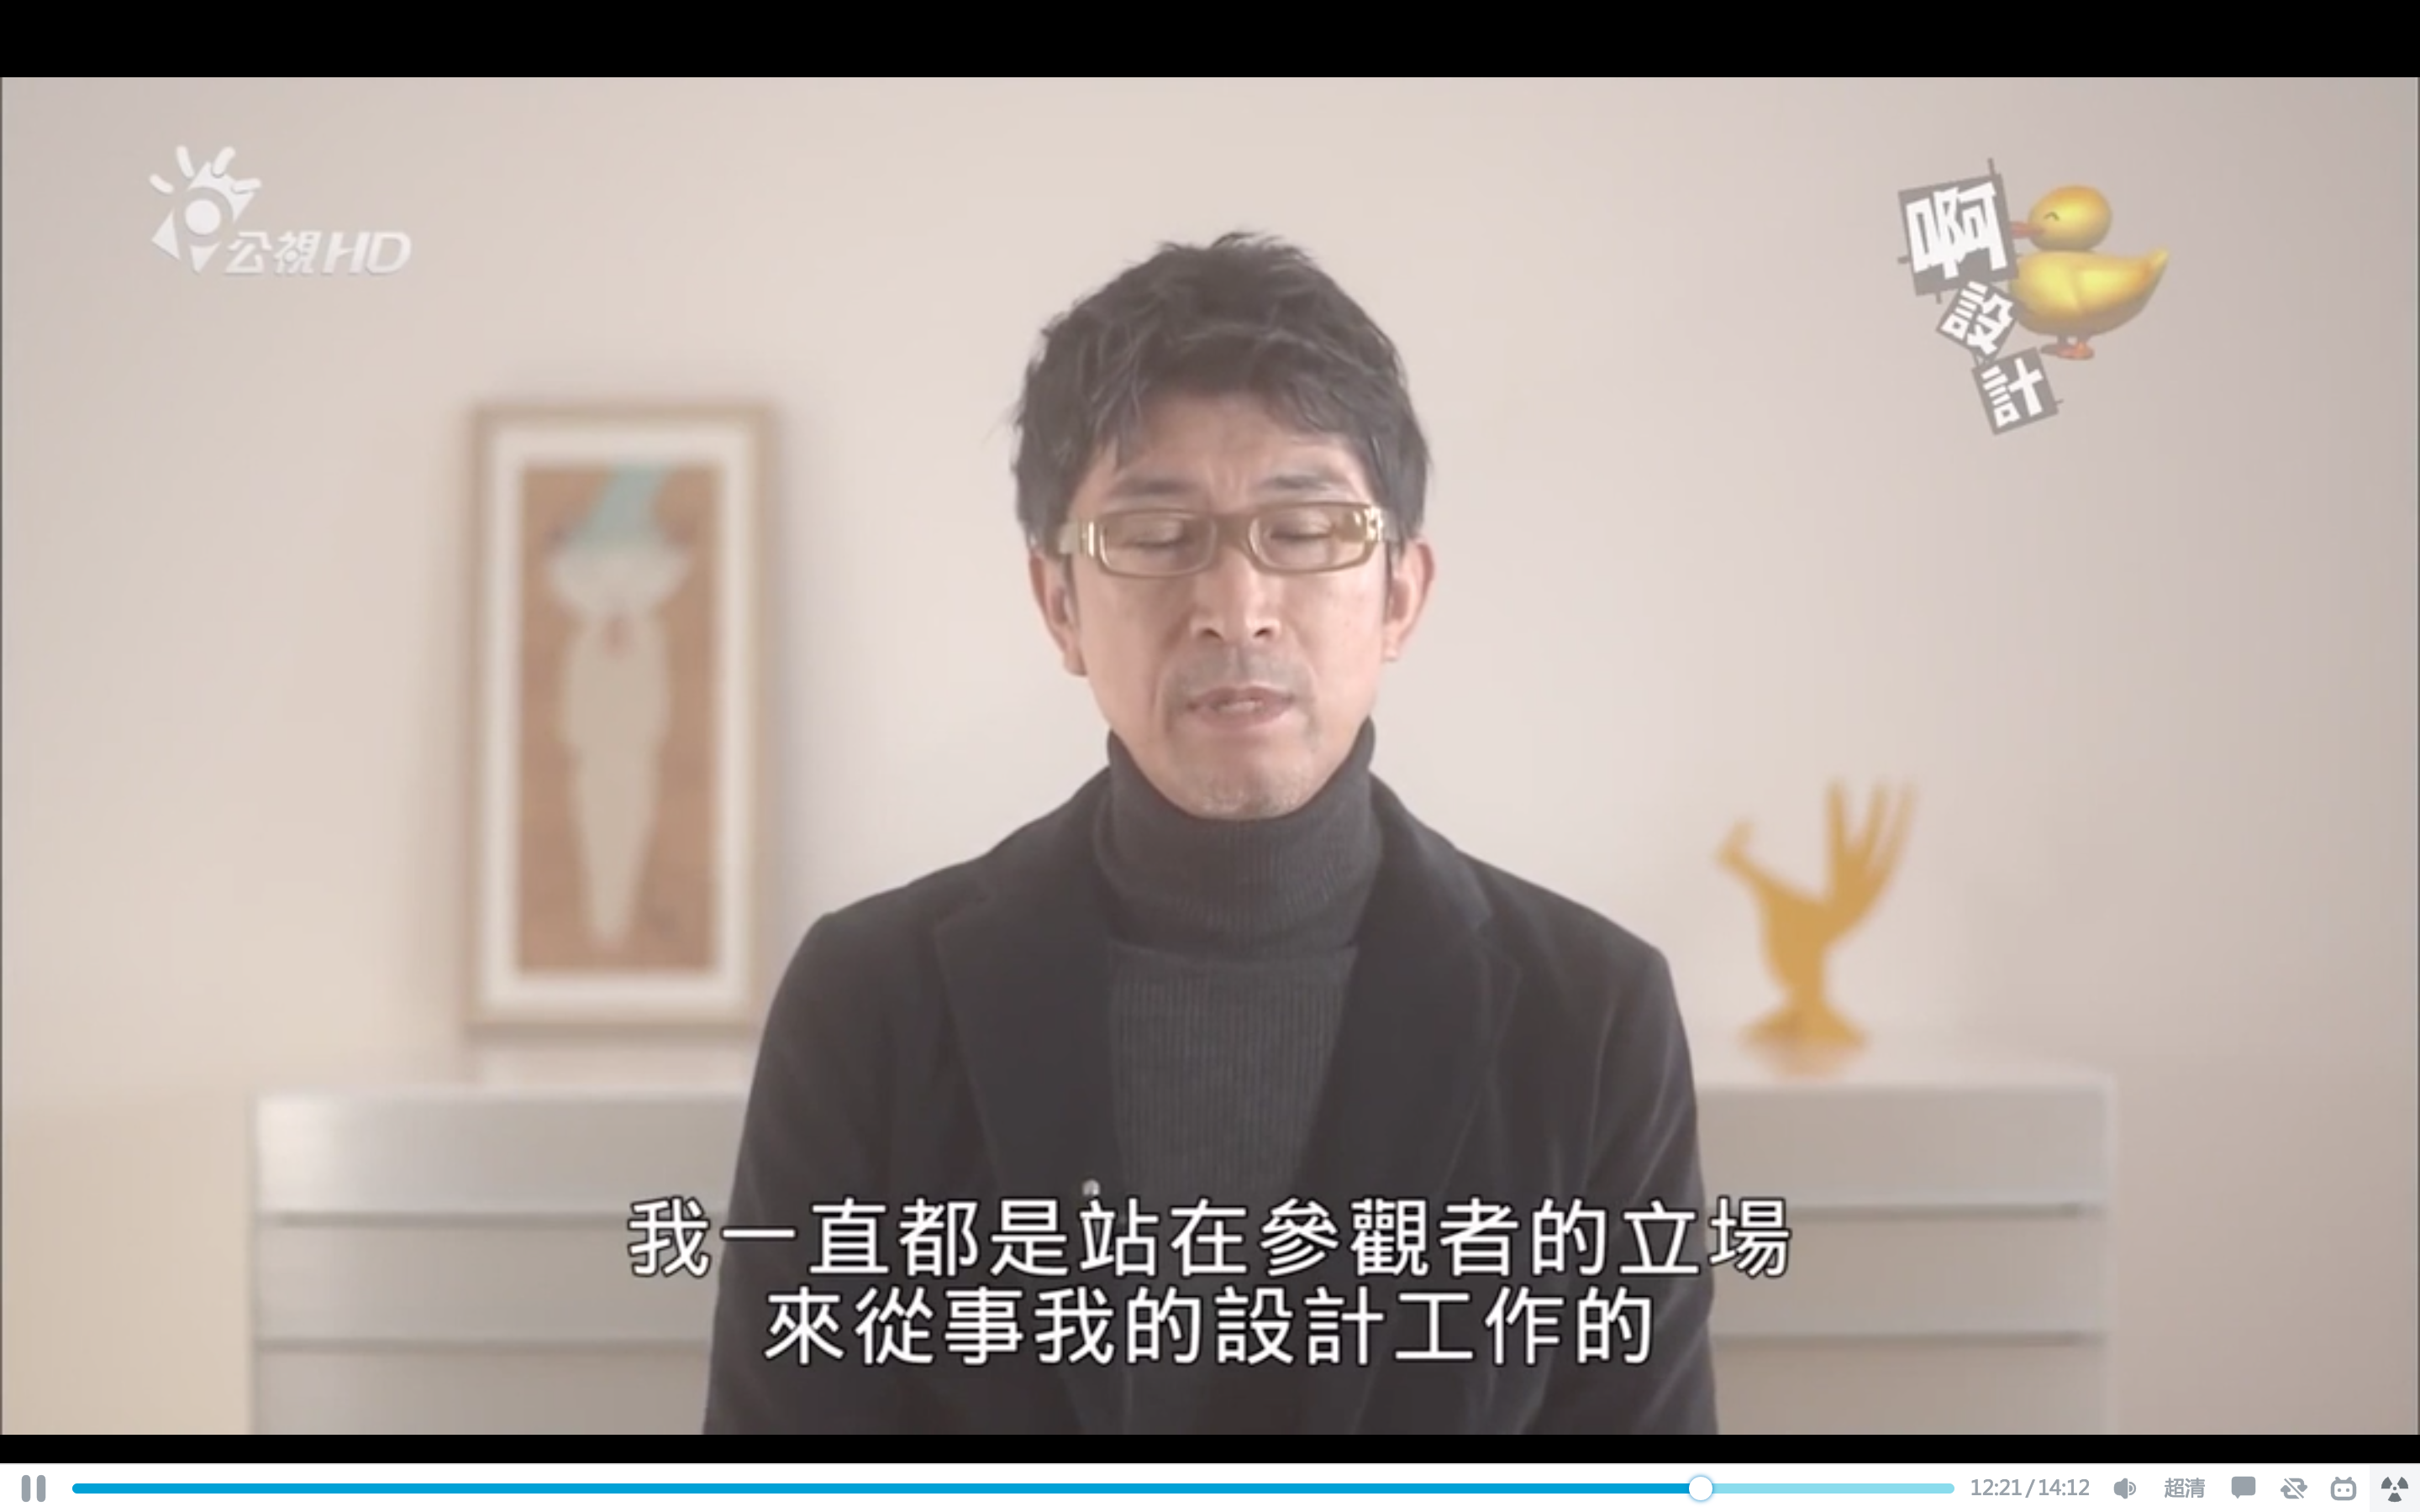 公視HD
啊
設
計
我一直都是站在參觀者的立場
來從事我的設計工作的
12:21/14:12
超清